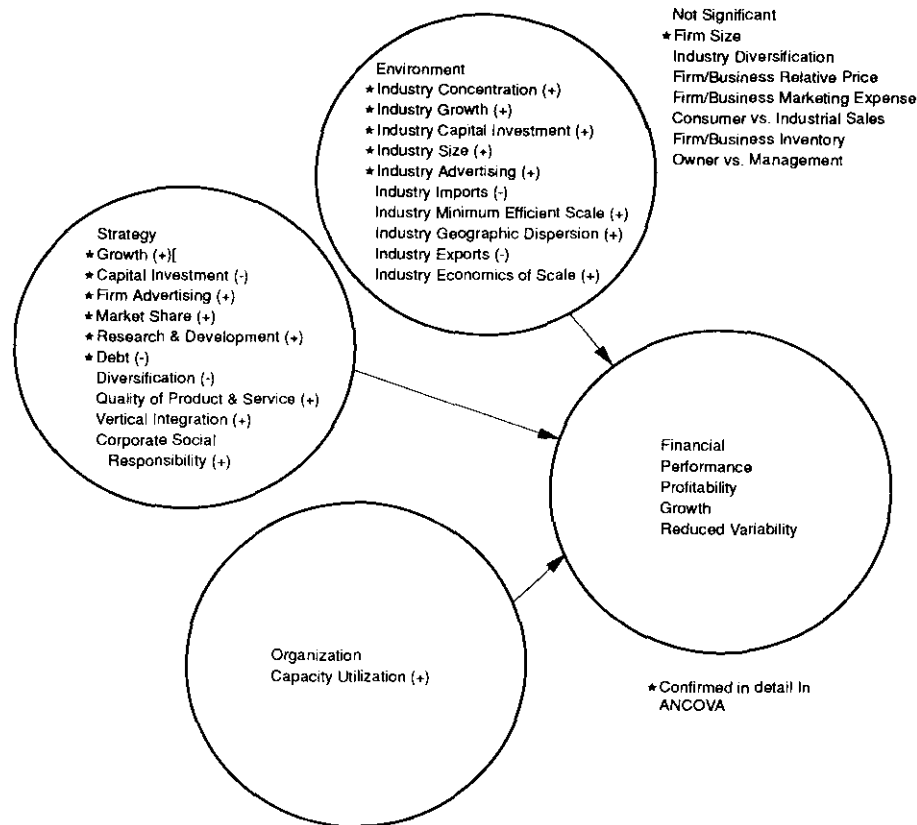 Not Significant
★Firm Size
Industry Diversification
Firm/Business Relative Price
Firm/Business Marketing Expense
Consumer vs. Industrial Sales
Firm/Business Inventory
Owner vs. Management
Environment
★Industry Concentration (+)
★Industry Growth (+)
★Industry Capital Investment (+)
★Industry Size (+)
★Industry Advertising (+)
Industry Imports (-)
Industry Minimum Efficient Scale (+)
Industry Geographic Dispersion (+)
Industry Exports (-)
Industry Economics of Scale (+)
Strategy
★Growth (+)[
★Capital Investment (-)
★Firm Advertising (+)
★Market Share (+)
★Research & Development (+)
★Debt (-)
Diversification (-)
Quality of Product & Service (+)
Vertical Integration (+)
Corporate Social
Responsibility (+)
Financial
Performance
Profitability
Growth
Reduced Variability
Organization
Capacity Utilization (+)
★Confirmed in detail In
ANCOVA